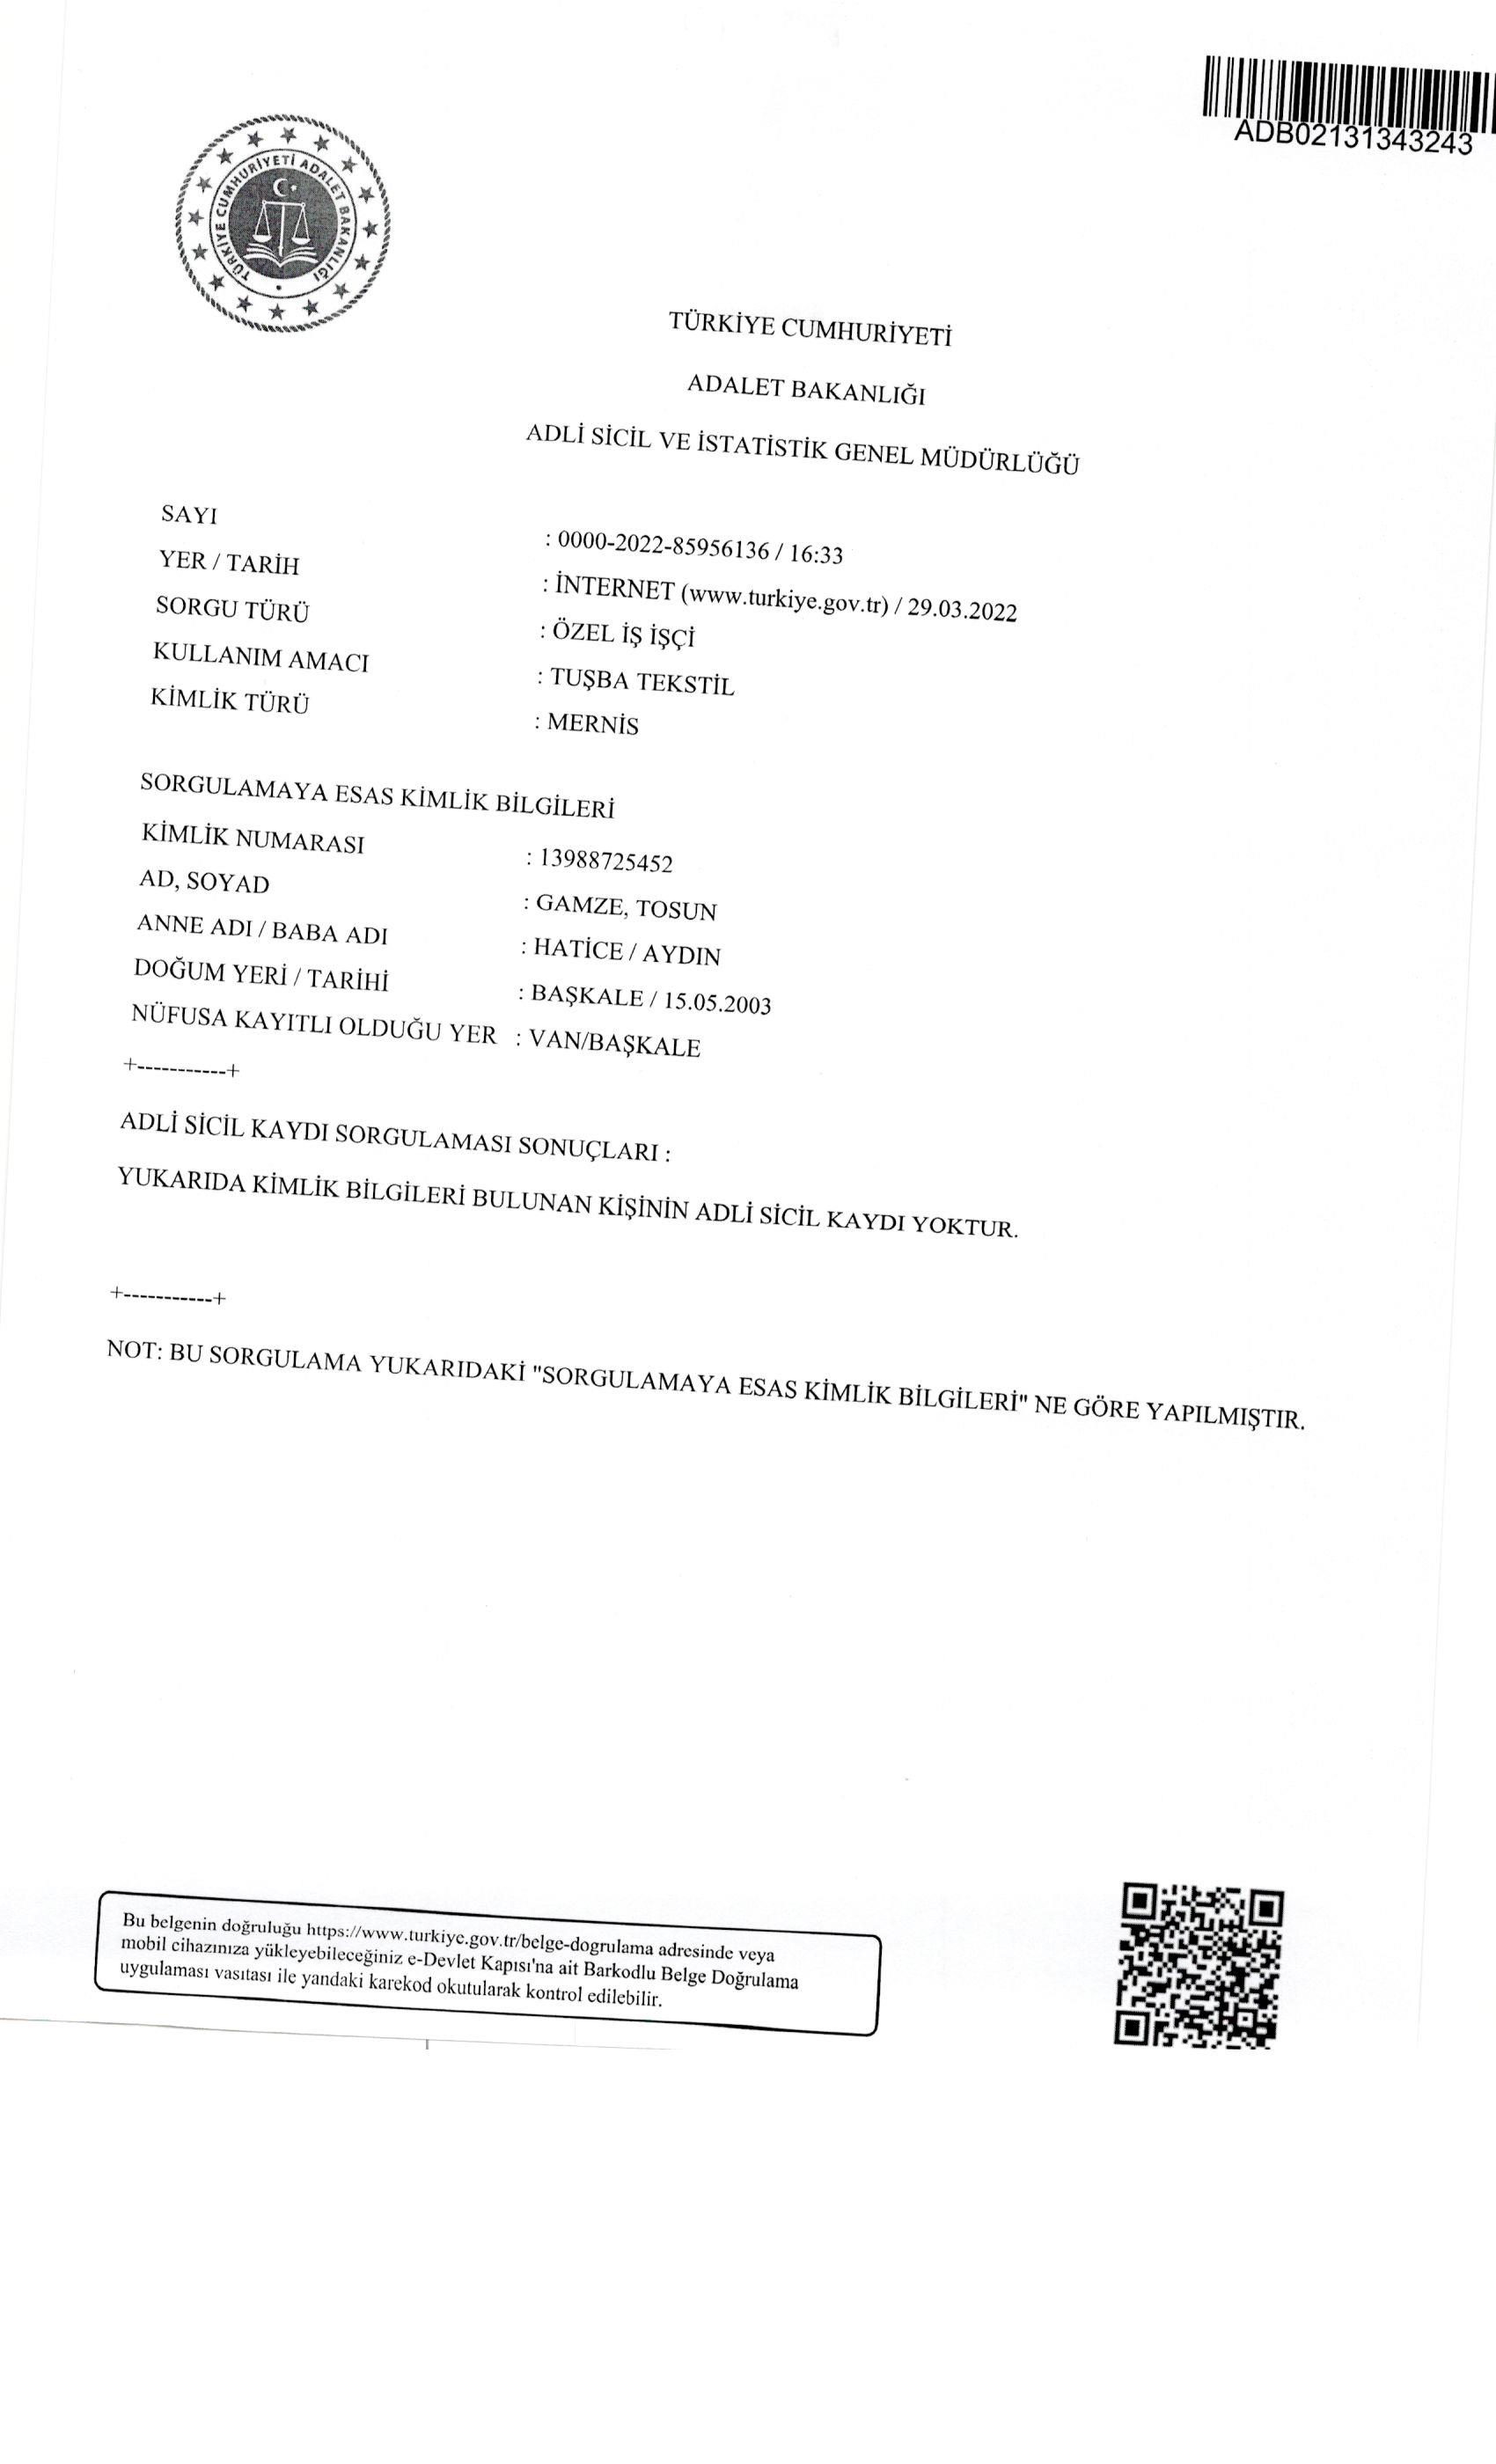 ADB02131343243
TÜRKİYE CUMHURİYETİ ADALET BAKANLIĞI
TÜRKİYE CUMHURİYETİ
ADALET BAKANLIĞI
ADLİ SİCİL VE İSTATİSTİK GENEL MÜDÜRLÜĞÜ
SAYI : 0000-2022-85956136 / 16:33
YER / TARİH : İNTERNET (www.turkiye.gov.tr) / 29.03.2022
SORGU TÜRÜ : ÖZEL İŞ İŞÇİ
KULLANIM AMACI : TUŞBA TEKSTİL
KİMLİK TÜRÜ : MERNİS
SORGULAMAYA ESAS KİMLİK BİLGİLERİ
KİMLİK NUMARASI : 13988725452
AD, SOYAD : GAMZE, TOSUN
ANNE ADI / BABA ADI : HATİCE / AYDIN
DOĞUM YERİ / TARİHİ : BAŞKALE / 15.05.2003
NÜFUSA KAYITLI OLDUĞU YER : VAN/BAŞKALE
+-----------+
ADLİ SİCİL KAYDI SORGULAMASI SONUÇLARI :
YUKARIDA KİMLİK BİLGİLERİ BULUNAN KİŞİNİN ADLİ SİCİL KAYDI YOKTUR.
+-----------+
NOT: BU SORGULAMA YUKARIDAKİ "SORGULAMAYA ESAS KİMLİK BİLGİLERİ" NE GÖRE YAPILMIŞTIR.
Bu belgenin doğruluğu https://www.turkiye.gov.tr/belge-dogrulama adresinde veya
mobil cihazınıza yükleyebileceğiniz e-Devlet Kapısı'na ait Barkodlu Belge Doğrulama
uygulaması vasıtası ile yandaki karekod okutularak kontrol edilebilir.